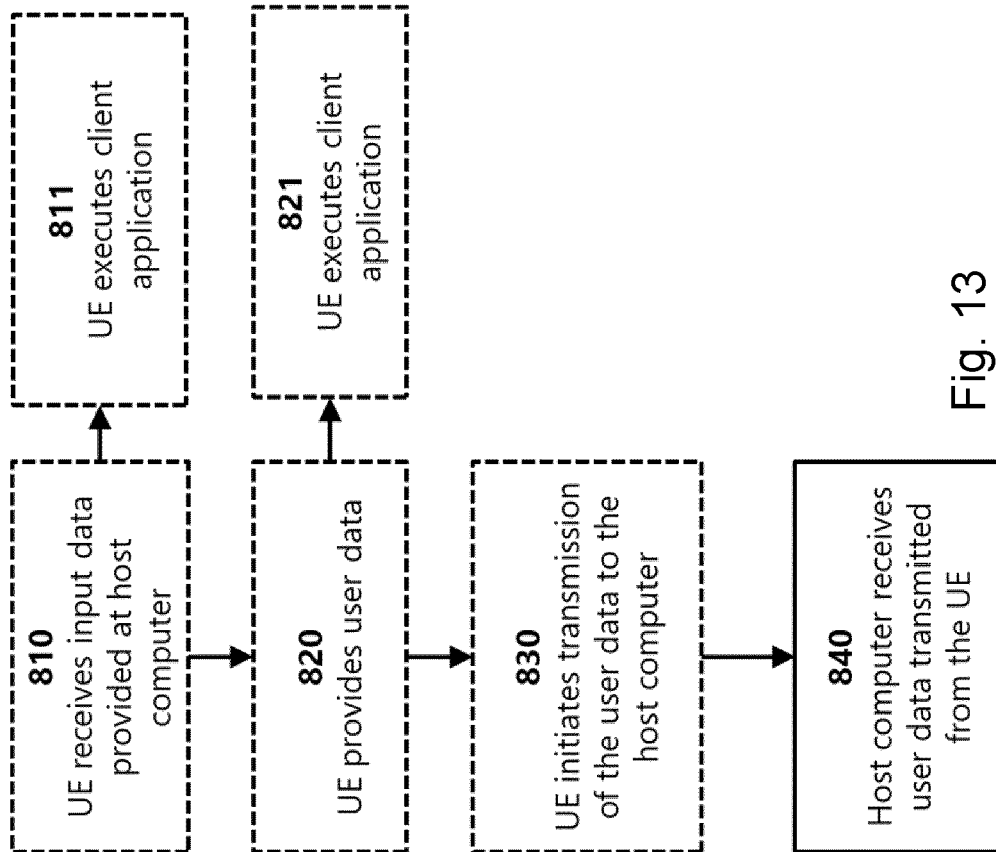 810
UE receives input data
provided at host
computer
811
UE executes client
application
820
UE provides user data
821
UE executes client
application
830
UE initiates transmission
of the user data to the
host computer
840
Host computer receives
user data transmitted
from the UE
Fig. 13